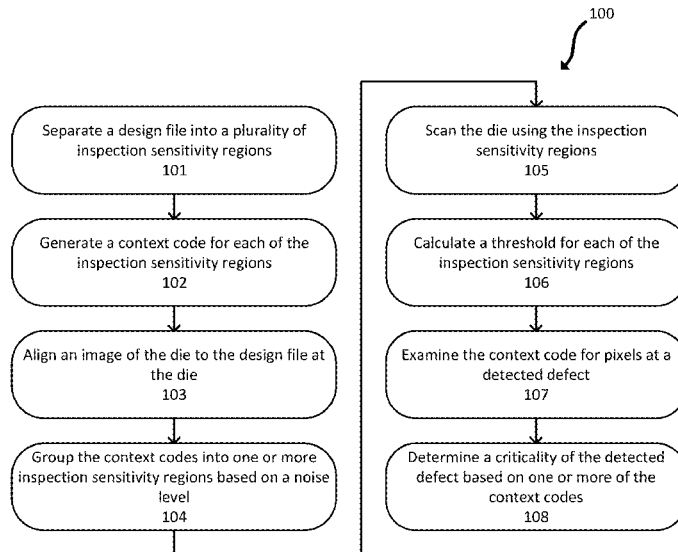 100
Separate a design file into a plurality of
inspection sensitivity regions
101
Generate a context code for each of the
inspection sensitivity regions
102
Align an image of the die to the design file at
the die
103
Group the context codes into one or more
inspection sensitivity regions based on a noise
level
104
Scan the die using the inspection
sensitivity regions
105
Calculate a threshold for each of the
inspection sensitivity regions
106
Examine the context code for pixels at a
detected defect
107
Determine a criticality of the detected
defect based on one or more of the
context codes
108